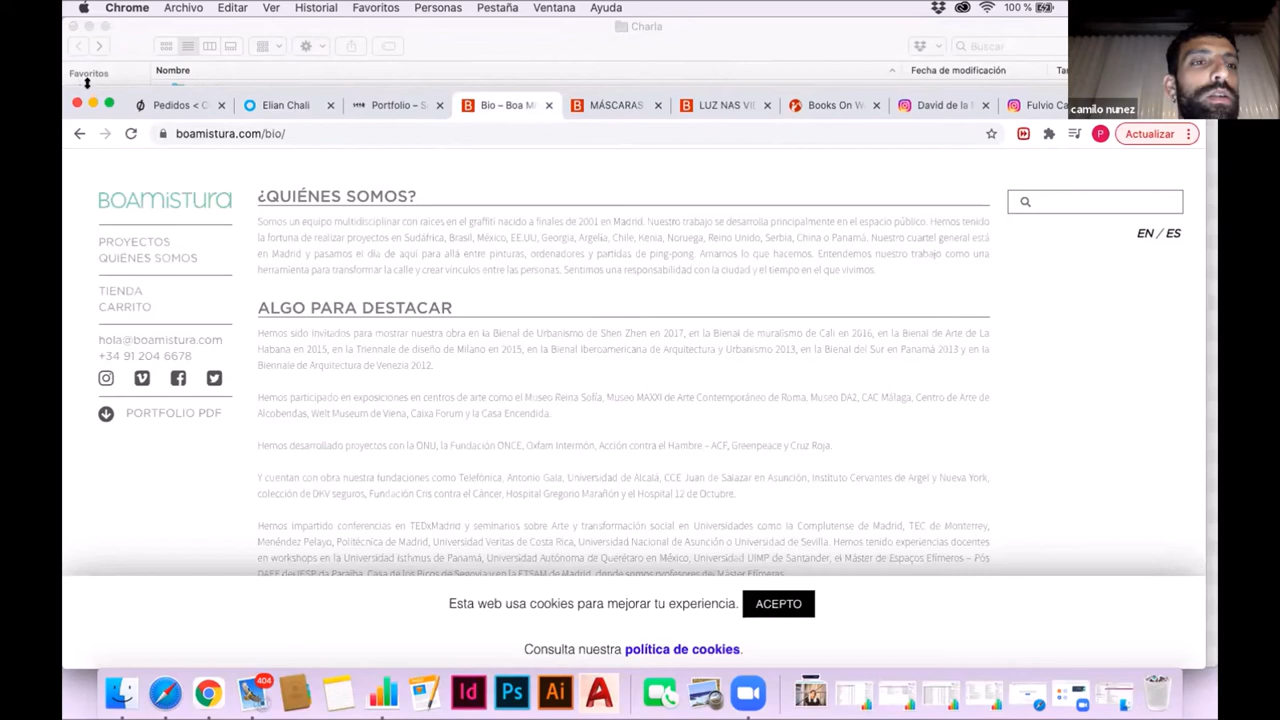 Chrome Archivo Editar Ver Historial Favoritos Personas Pestaña Ventana Ayuda 100 %
Charla
Buscar
Favoritos Nombre Fecha de modificación
camilo nunez
Pedidos < C Elian Chali Portfolio – S Bio – Boa Mi MÁSCARAS LUZ NAS VI Books On W David de la Fulvio Ca
boamistura.com/bio/ P Actualizar
BOAMISTURA
PROYECTOS
QUIÉNES SOMOS
TIENDA
CARRITO
hola@boamistura.com
+34 91 204 6678
PORTFOLIO PDF
¿QUIÉNES SOMOS?
Somos un equipo multidisciplinar con raíces en el graffiti nacido a finales de 2001 en Madrid. Nuestro trabajo se desarrolla principalmente en el espacio público. Hemos tenido
la fortuna de realizar proyectos en Sudáfrica, Brasil, México, EE.UU, Georgia, Argelia, Chile, Kenia, Noruega, Reino Unido, Serbia, China o Panamá. Nuestro cuartel general está
en Madrid y pasamos el día de aquí para allá entre pinturas, ordenadores y partidas de ping-pong. Amamos lo que hacemos. Entendemos nuestro trabajo como una
herramienta para transformar la calle y crear vínculos entre las personas. Sentimos una responsabilidad con la ciudad y el tiempo en el que vivimos.
ALGO PARA DESTACAR
Hemos sido invitados para mostrar nuestra obra en la Bienal de Urbanismo de Shen Zhen en 2017, en la Bienal de muralismo de Cali en 2016, en la Bienal de Arte de La
Habana en 2015, en la Triennale de diseño de Milano en 2015, en la Bienal Iberoamericana de Arquitectura y Urbanismo 2013, en la Bienal del Sur en Panamá 2013 y en la
Biennale de Arquitectura de Venezia 2012.
Hemos participado en exposiciones en centros de arte como el Museo Reina Sofía, Museo MAXXI de Arte Contemporáneo de Roma, Museo DA2, CAC Málaga, Centro de Arte de
Alcobendas, Welt Museum de Viena, Caixa Forum y la Casa Encendida.
Hemos desarrollado proyectos con la ONU, la Fundación ONCE, Oxfam Intermón, Acción contra el Hambre – ACF, Greenpeace y Cruz Roja.
Y cuentan con obra nuestra fundaciones como Telefónica, Antonio Gala, Universidad de Alcalá, CCE Juan de Salazar en Asunción, Instituto Cervantes de Argel y Nueva York,
colección de DKV seguros, Fundación Cris contra el Cáncer, Hospital Gregorio Marañón y el Hospital 12 de Octubre.
Hemos impartido conferencias en TEDxMadrid y seminarios sobre Arte y transformación social en Universidades como la Complutense de Madrid, TEC de Monterrey,
Menéndez Pelayo, Politécnica de Madrid, Universidad Veritas de Costa Rica, Universidad Nacional de Asunción o Universidad de Sevilla. Hemos tenido experiencias docentes
en workshops en la Universidad Isthmus de Panamá, Universidad Autónoma de Querétaro en México, Universidad UIMP de Santander, el Máster de Espaços Efímeros – Pós
EN / ES
Esta web usa cookies para mejorar tu experiencia. ACEPTO
Consulta nuestra política de cookies.
404
Id Ps Ai